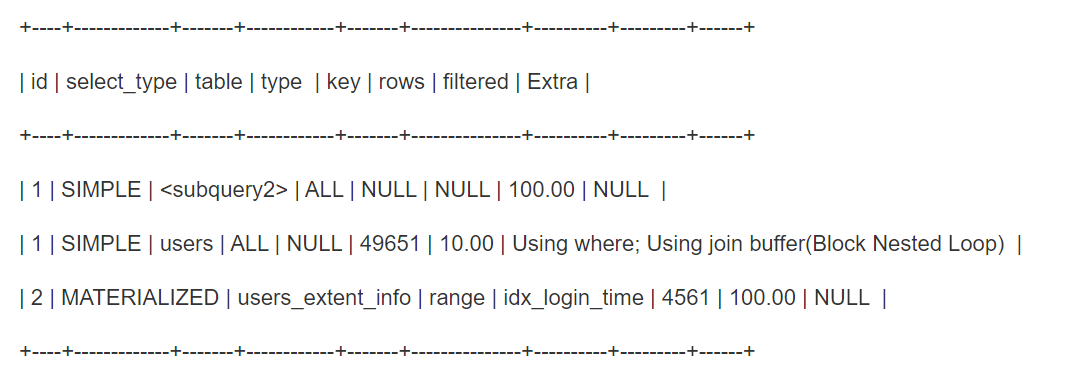 +----+-------------+-------+------------+-------+---------------+----------+---------+------+
| id | select_type | table | type  | key | rows | filtered | Extra |
+----+-------------+-------+------------+-------+---------------+----------+---------+------+
| 1 | SIMPLE | <subquery2> | ALL | NULL | NULL | 100.00 | NULL  |
| 1 | SIMPLE | users | ALL | NULL | 49651 | 10.00 | Using where; Using join buffer(Block Nested Loop)  |
| 2 | MATERIALIZED | users_extent_info | range | idx_login_time | 4561 | 100.00 | NULL  |
+----+-------------+-------+------------+-------+---------------+----------+---------+------+